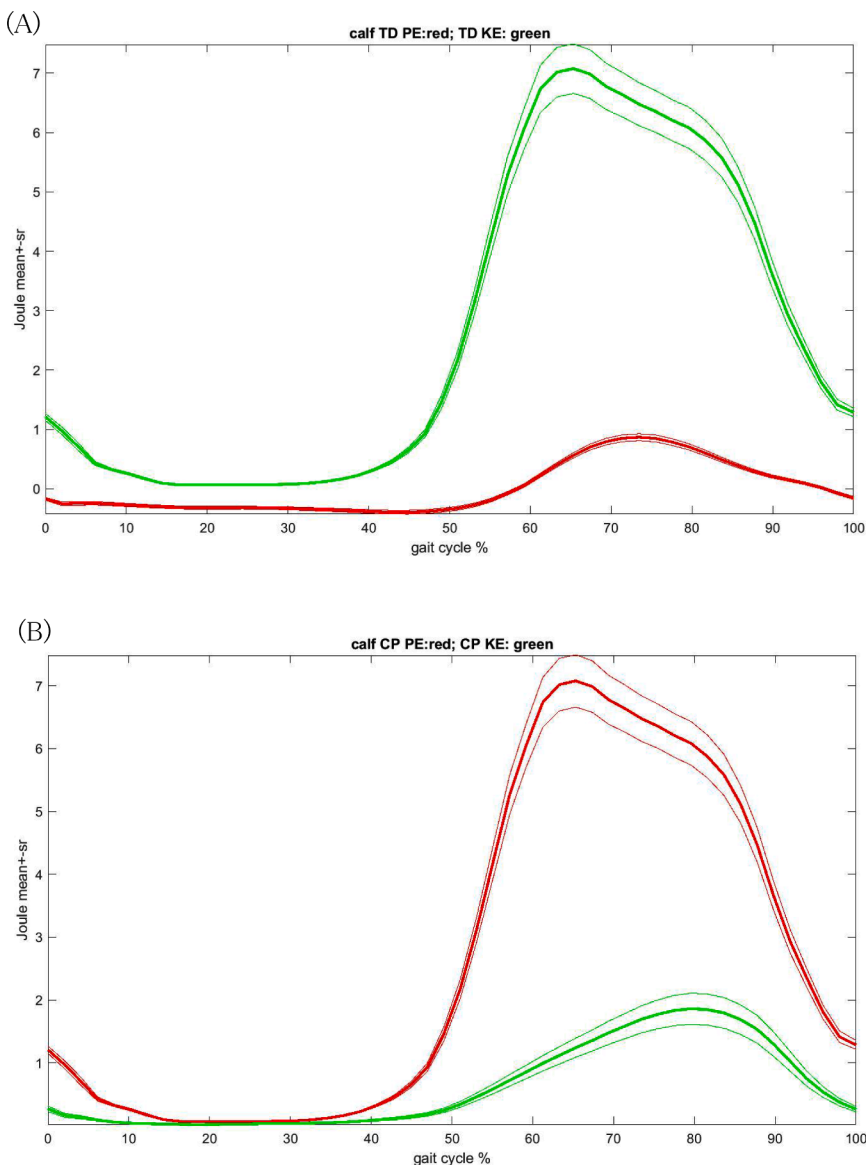 (A)
calf TD PE:red; TD KE: green
7
6
5
4
3
2
1
0
Joule mean+-sr
0 10 20 30 40 50 60 70 80 90 100
gait cycle %
(B)
calf CP PE:red; CP KE: green
7
6
5
4
3
2
1
Joule mean+-sr
0 10 20 30 40 50 60 70 80 90 100
gait cycle %